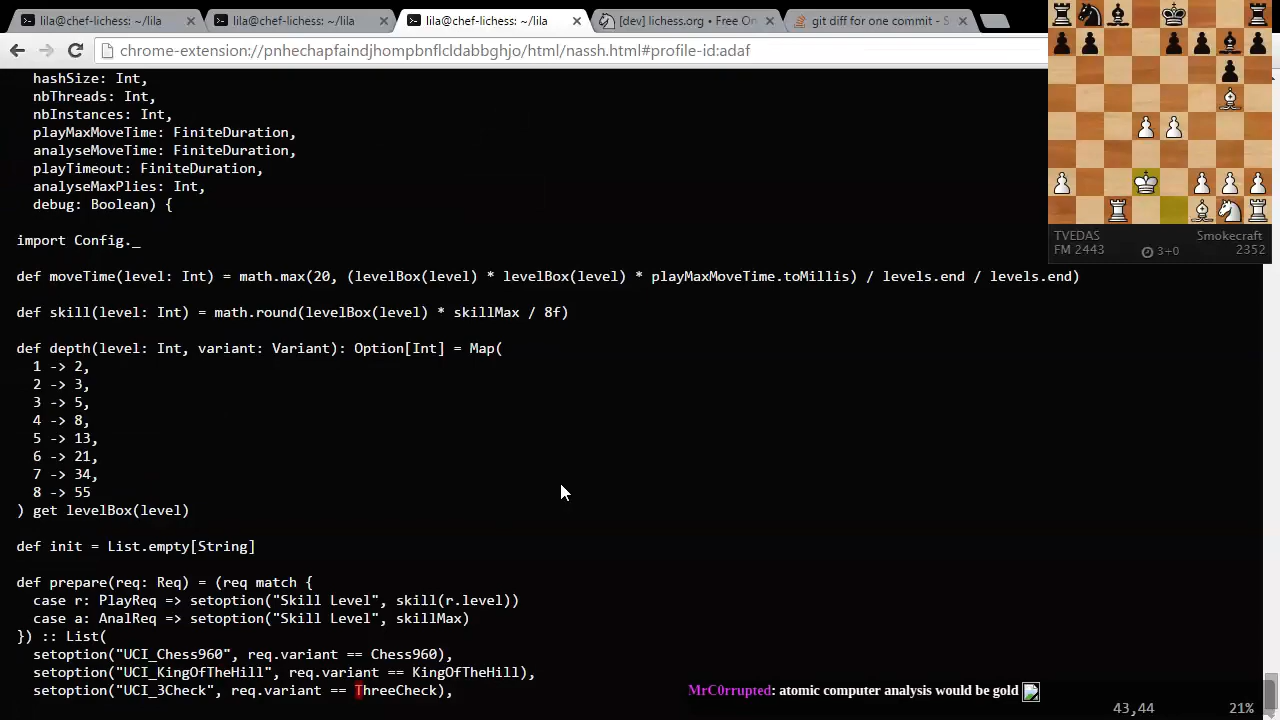 lila@chef-lichess: ~/lila
lila@chef-lichess: ~/lila
lila@chef-lichess: ~/lila
[dev] lichess.org • Free On
git diff for one commit - S
chrome-extension://pnhechapfaindjhompbnflcldabbghjo/html/nassh.html#profile-id:adaf
hashSize: Int,
nbThreads: Int,
nbInstances: Int,
playMaxMoveTime: FiniteDuration,
analyseMoveTime: FiniteDuration,
playTimeout: FiniteDuration,
analyseMaxPlies: Int,
debug: Boolean) {
import Config._
def moveTime(level: Int) = math.max(20, (levelBox(level) * levelBox(level) * playMaxMoveTime.toMillis) / levels.end / levels.end)
def skill(level: Int) = math.round(levelBox(level) * skillMax / 8f)
def depth(level: Int, variant: Variant): Option[Int] = Map(
1 -> 2,
2 -> 3,
3 -> 5,
4 -> 8,
5 -> 13,
6 -> 21,
7 -> 34,
8 -> 55
) get levelBox(level)
def init = List.empty[String]
def prepare(req: Req) = (req match {
case r: PlayReq => setoption("Skill Level", skill(r.level))
case a: AnalReq => setoption("Skill Level", skillMax)
}) :: List(
setoption("UCI_Chess960", req.variant == Chess960),
setoption("UCI_KingOfTheHill", req.variant == KingOfTheHill),
setoption("UCI_3Check", req.variant == ThreeCheck),
TVEDAS
FM 2443
3+0
Smokecraft
2352
MrC0rrupted: atomic computer analysis would be gold
43,44
21%